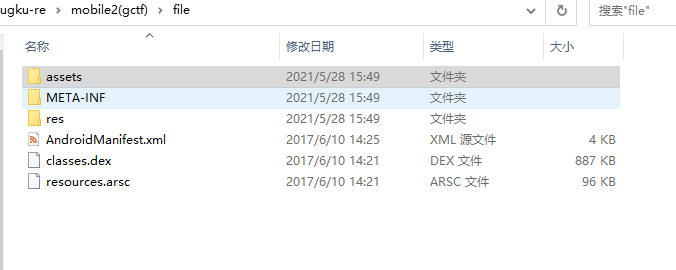 ugku-re > mobile2(gctf) > file 搜索"file"
名称 修改日期 类型 大小
assets 2021/5/28 15:49 文件夹
META-INF 2021/5/28 15:49 文件夹
res 2021/5/28 15:49 文件夹
AndroidManifest.xml 2017/6/10 14:25 XML 源文件 4 KB
classes.dex 2017/6/10 14:21 DEX 文件 887 KB
resources.arsc 2017/6/10 14:21 ARSC 文件 96 KB